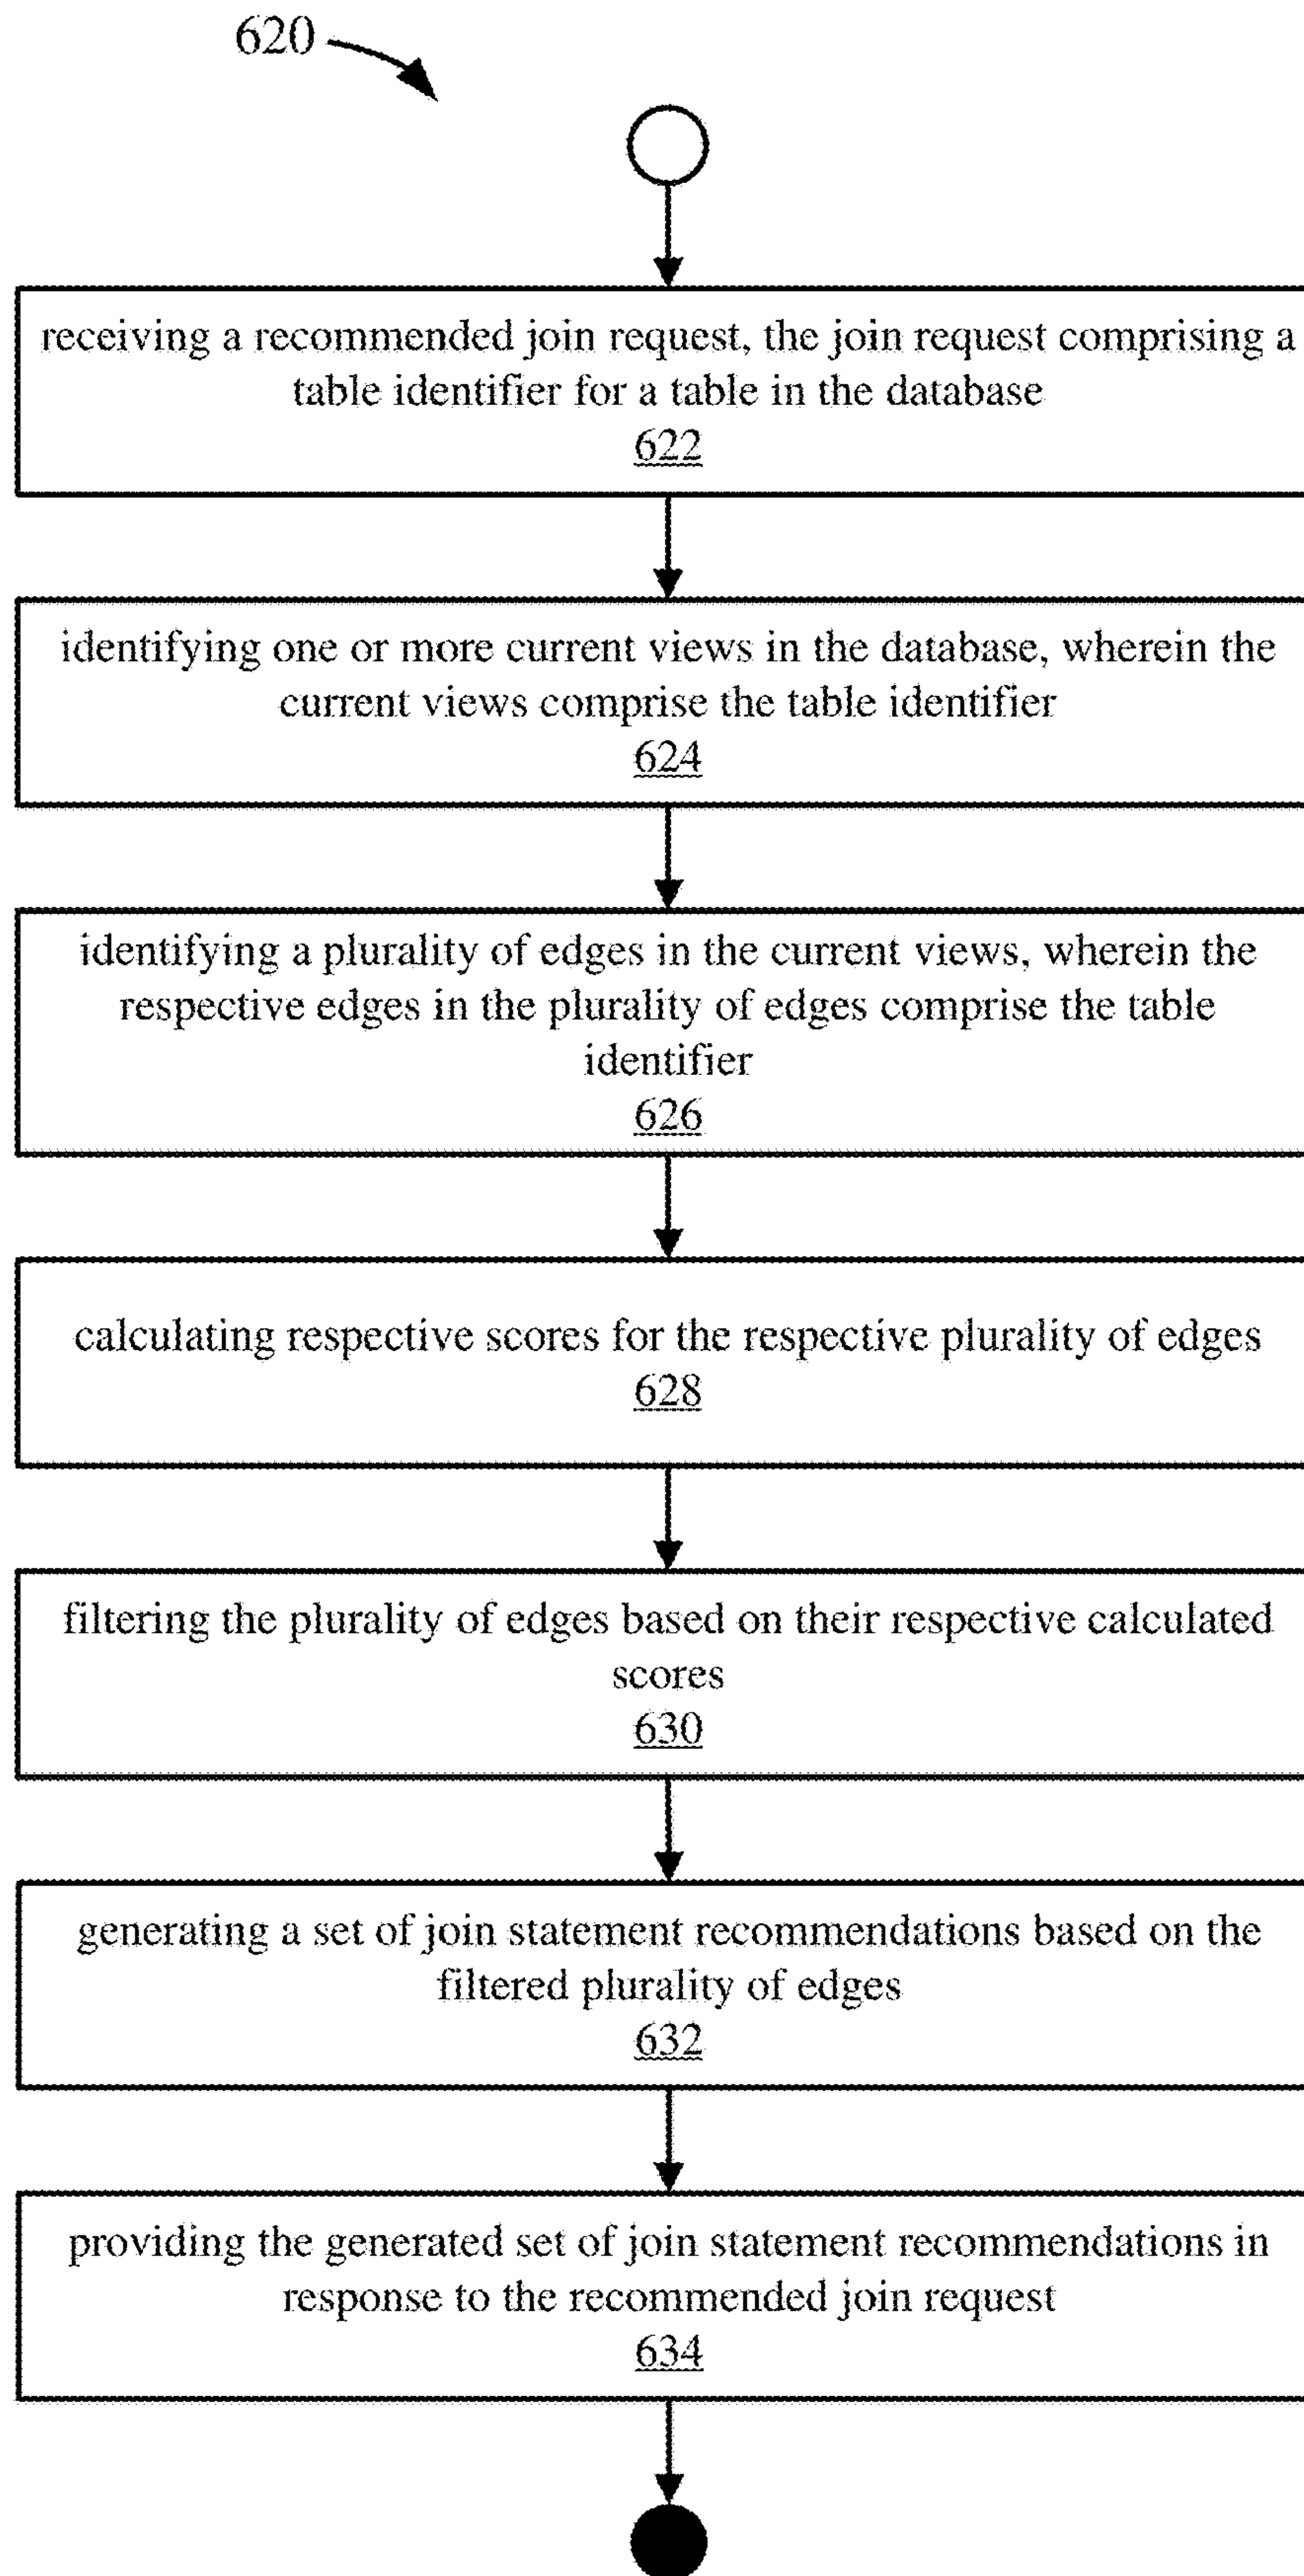 620
receiving a recommended join request, the join request comprising a
table identifier for a table in the database
622
identifying one or more current views in the database, wherein the
current views comprise the table identifier
624
identifying a plurality of edges in the current views, wherein the
respective edges in the plurality of edges comprise the table
identifier
626
calculating respective scores for the respective plurality of edges
628
filtering the plurality of edges based on their respective calculated
scores
630
generating a set of join statement recommendations based on the
filtered plurality of edges
632
providing the generated set of join statement recommendations in
response to the recommended join request
634